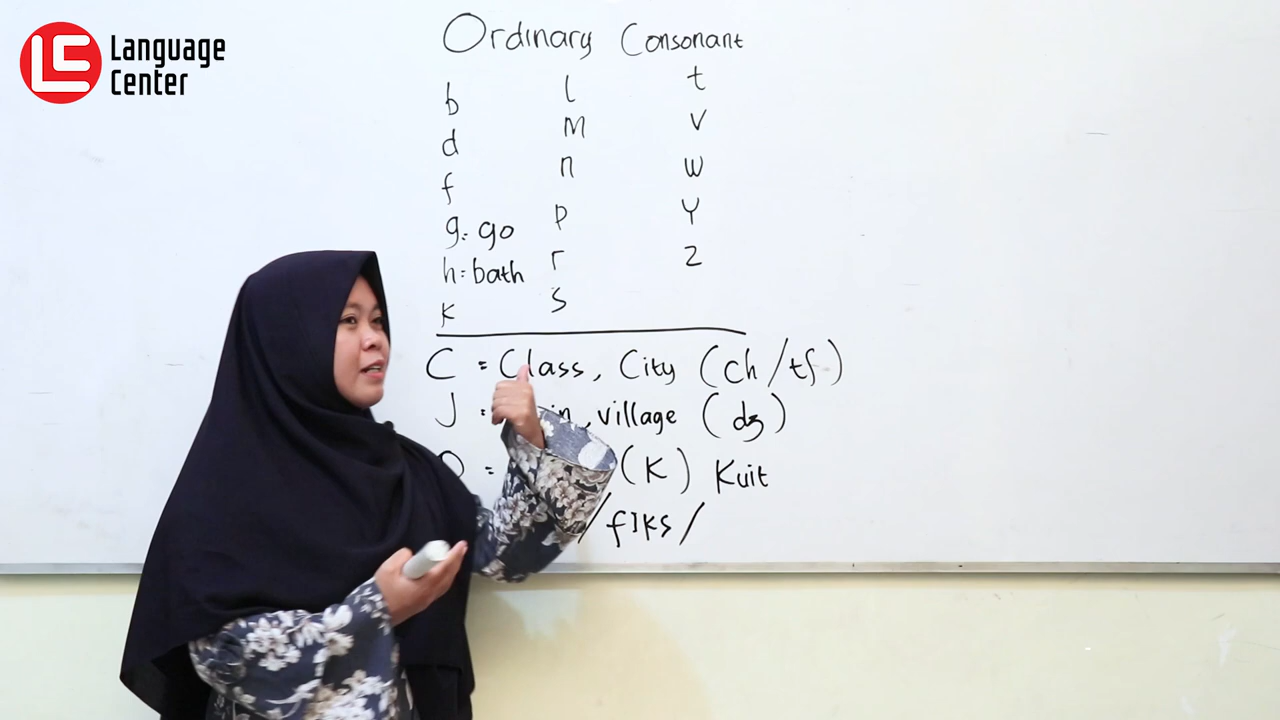 Language
Center
Ordinary Consonant
b l t
d M V
f n W
g: go p Y
h: bath r Z
k s
C = Class, City (ch/tʃ)
J = village (dʒ)
= (K) Kuit
/fIks/